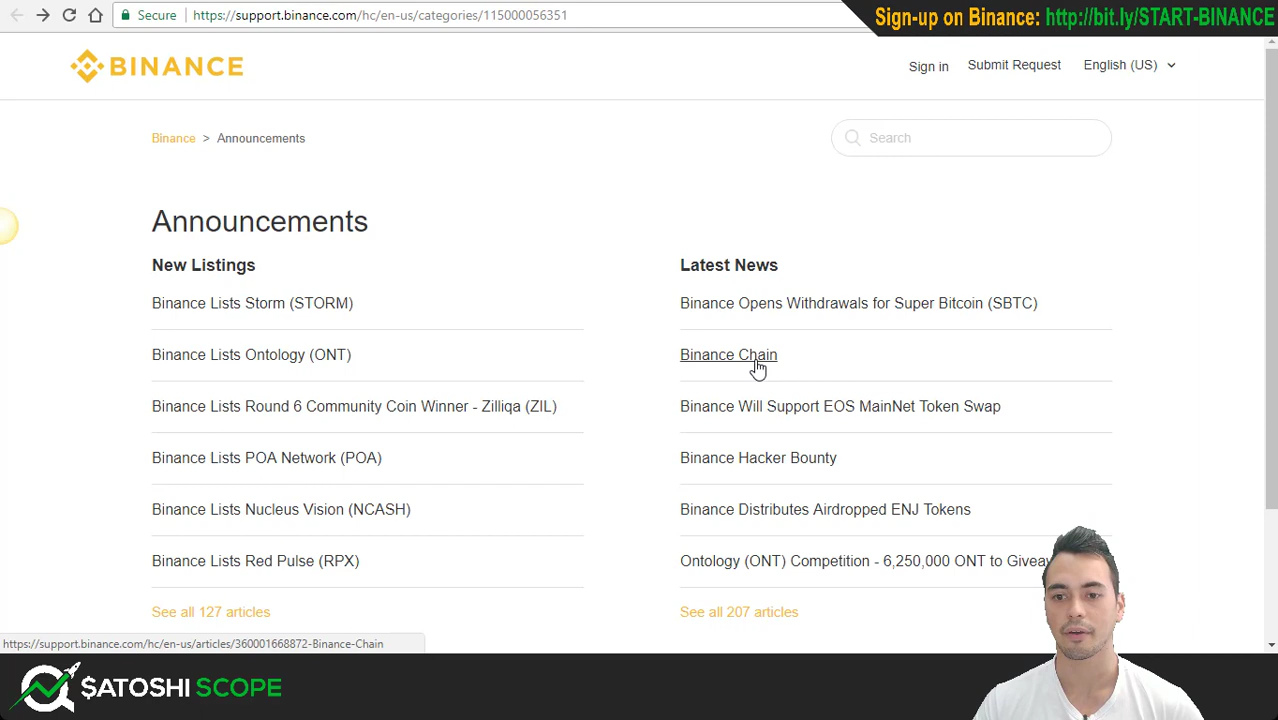 Secure
https://support.binance.com/hc/en-us/categories/115000056351
Sign-up on Binance: http://bit.ly/START-BINANCE
BINANCE
Sign in
Submit Request
English (US)
Binance > Announcements
Search
Announcements
New Listings
Binance Lists Storm (STORM)
Binance Lists Ontology (ONT)
Binance Lists Round 6 Community Coin Winner - Zilliqa (ZIL)
Binance Lists POA Network (POA)
Binance Lists Nucleus Vision (NCASH)
Binance Lists Red Pulse (RPX)
See all 127 articles
Latest News
Binance Opens Withdrawals for Super Bitcoin (SBTC)
Binance Chain
Binance Will Support EOS MainNet Token Swap
Binance Hacker Bounty
Binance Distributes Airdropped ENJ Tokens
Ontology (ONT) Competition - 6,250,000 ONT to Giveaw
See all 207 articles
https://support.binance.com/hc/en-us/articles/360001668872-Binance-Chain
$ATOSHI SCOPE